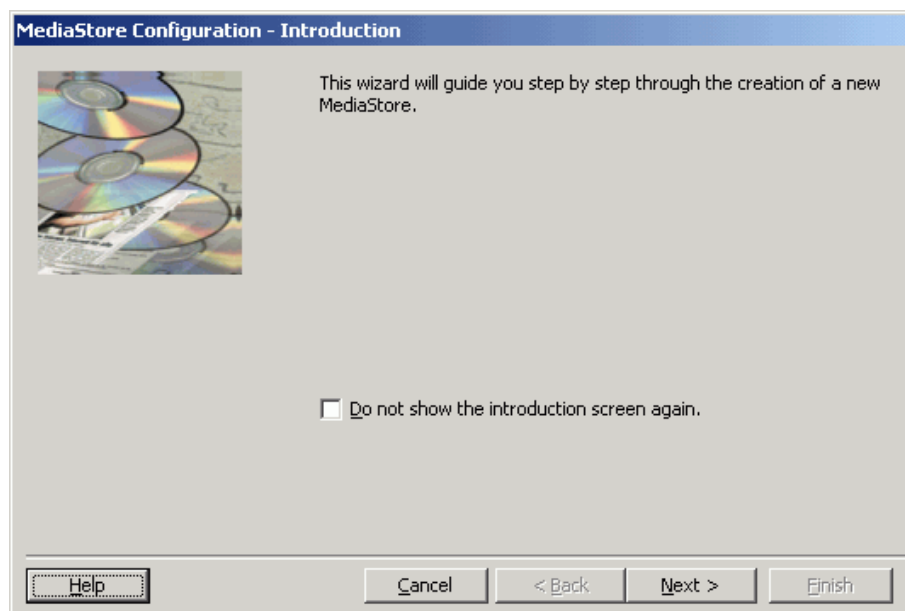 MediaStore Configuration - Introduction
This wizard will guide you step by step through the creation of a new
MediaStore.
Do not show the introduction screen again.
Help
Cancel
< Back
Next >
Finish